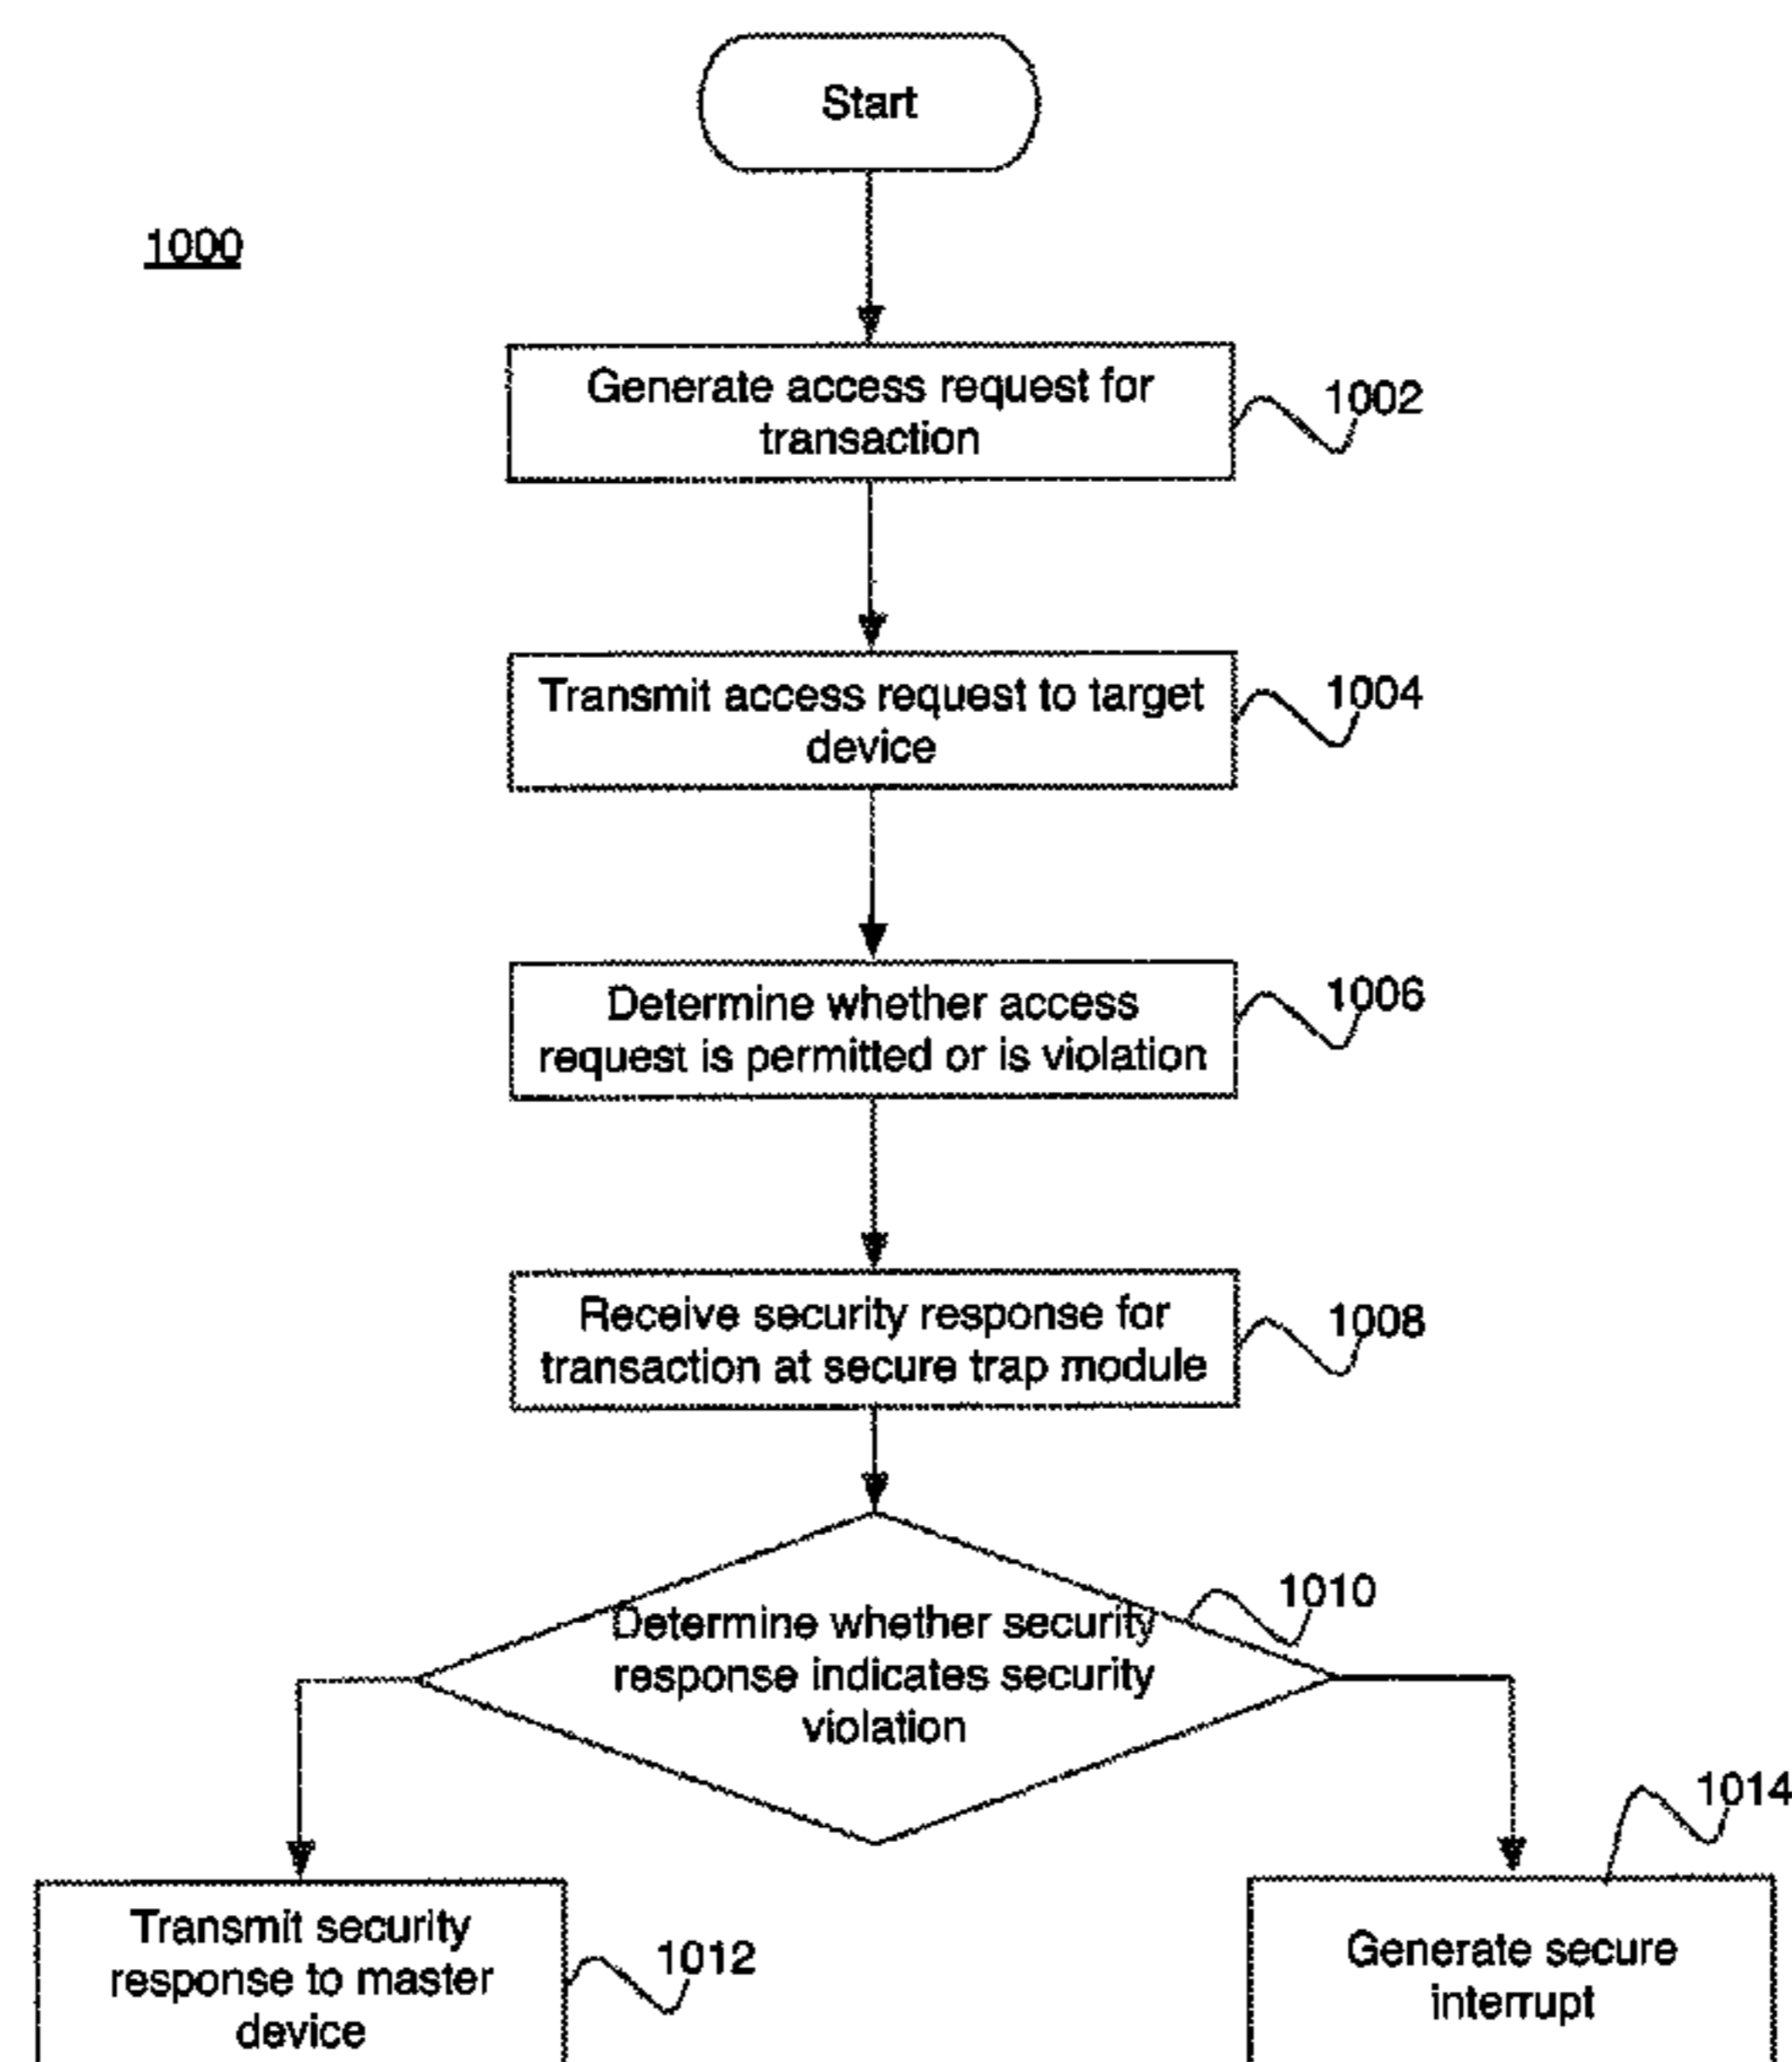 Start
1000
Generate access request for
transaction
1002
Transmit access request to target
device
1004
Determine whether access
request is permitted or is violation
1006
Receive security response for
transaction at secure trap module
1008
Determine whether security
response indicates security
violation
1010
Transmit security
response to master
device
1012
Generate secure
interrupt
1014